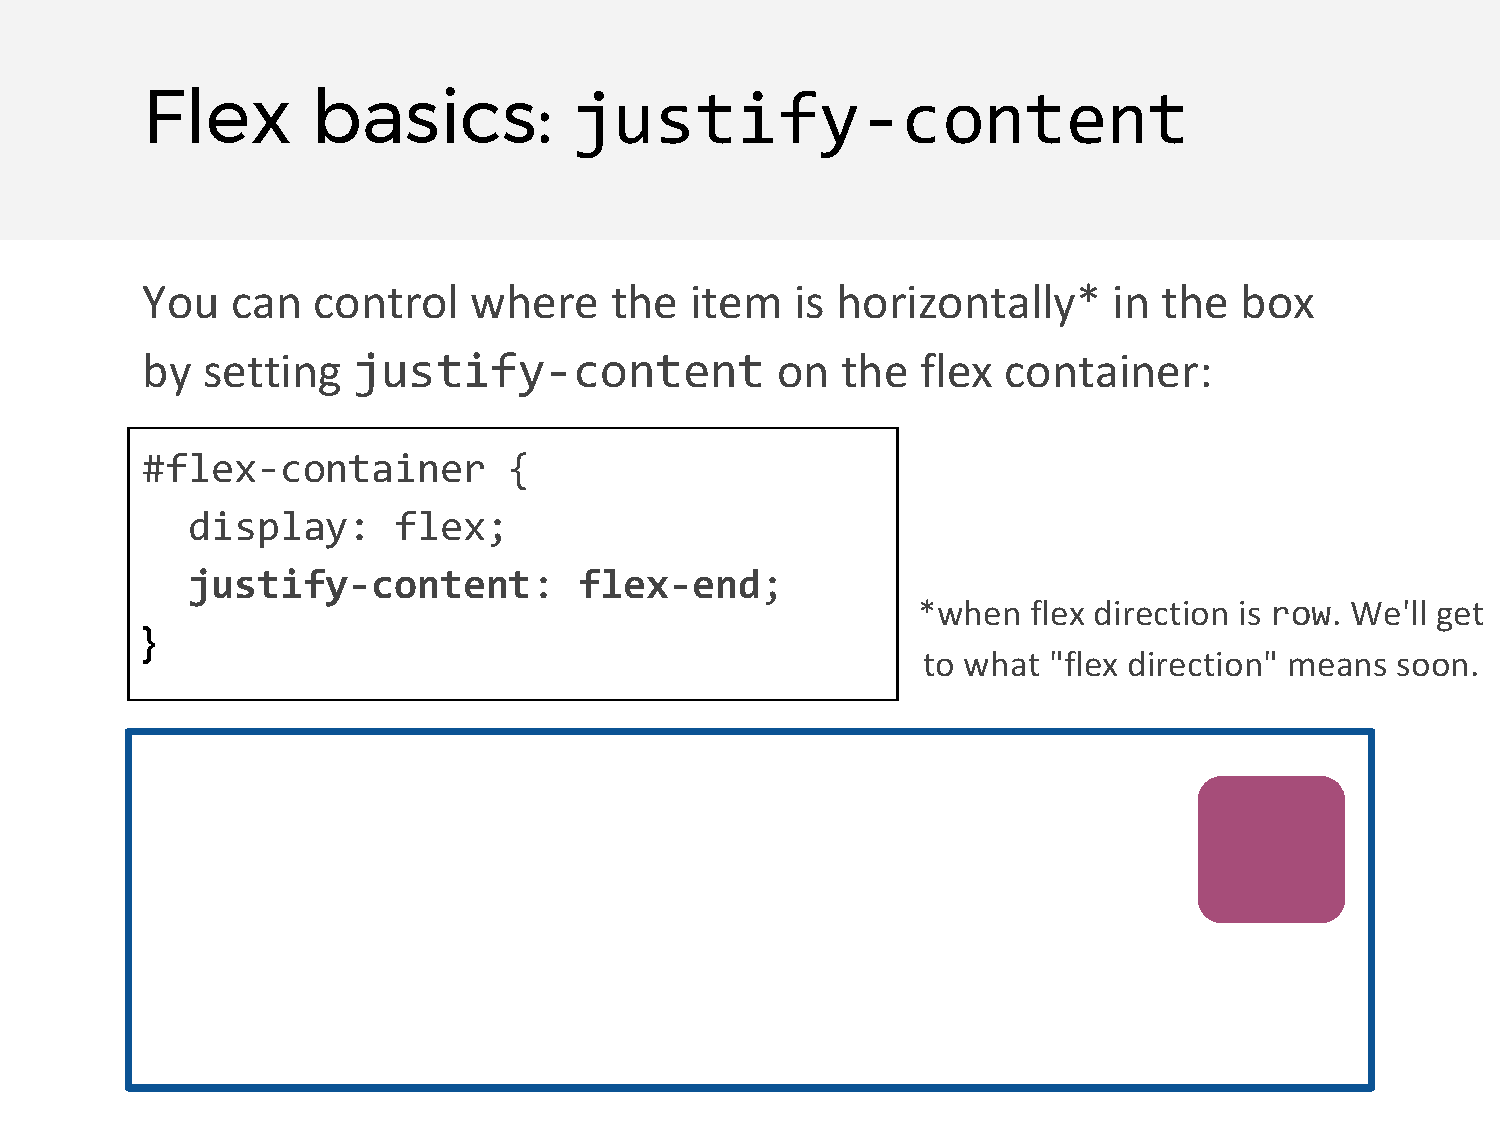 Flex basics: justify-content
You can control where the item is horizontally* in the box
by setting justify-content on the flex container:
#flex-container {
  display: flex;
  justify-content: flex-end;
}
*when flex direction is row. We'll get
to what "flex direction" means soon.